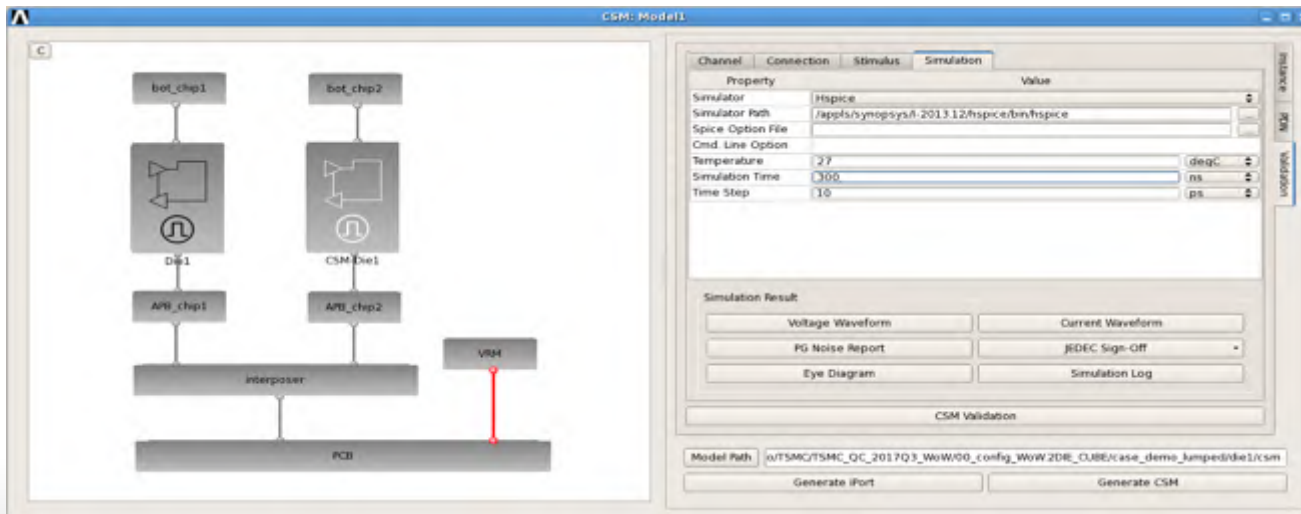 CSM: Model1
C
bot_chip1
bot_chip2
Die1
CSM-Die1
APB_chip1
APB_chip2
VRM
interposer
PCB
Channel Connection Stimulus Simulation
Property Value
Simulator Hspice
Simulator Path /appls/synopsys/I-2013.12/hspice/bin/hspice ...
Spice Option File ...
Cmd. Line Option
Temperature 27 degC
Simulation Time 300 ns
Time Step 10 ps
Simulation Result
Voltage Waveform Current Waveform
PG Noise Report JEDEC Sign-Off
Eye Diagram Simulation Log
CSM Validation
Model Path o/TSMC/TSMC_QC_2017Q3_WoW/00_config_WoW.2DIE_CUBE/case_demo_lumped/die1/csm
Generate iPort Generate CSM
Instance
PDN
Validation